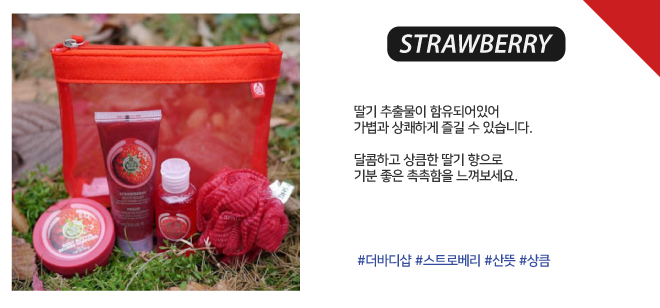 STRAWBERRY
딸기 추출물이 함유되어있어
가볍과 상쾌하게 즐길 수 있습니다.
달콤하고 상큼한 딸기 향으로
기분 좋은 촉촉함을 느껴보세요.
#더바디샵 #스트로베리 #산뜻 #상큼
STRAWBERRY